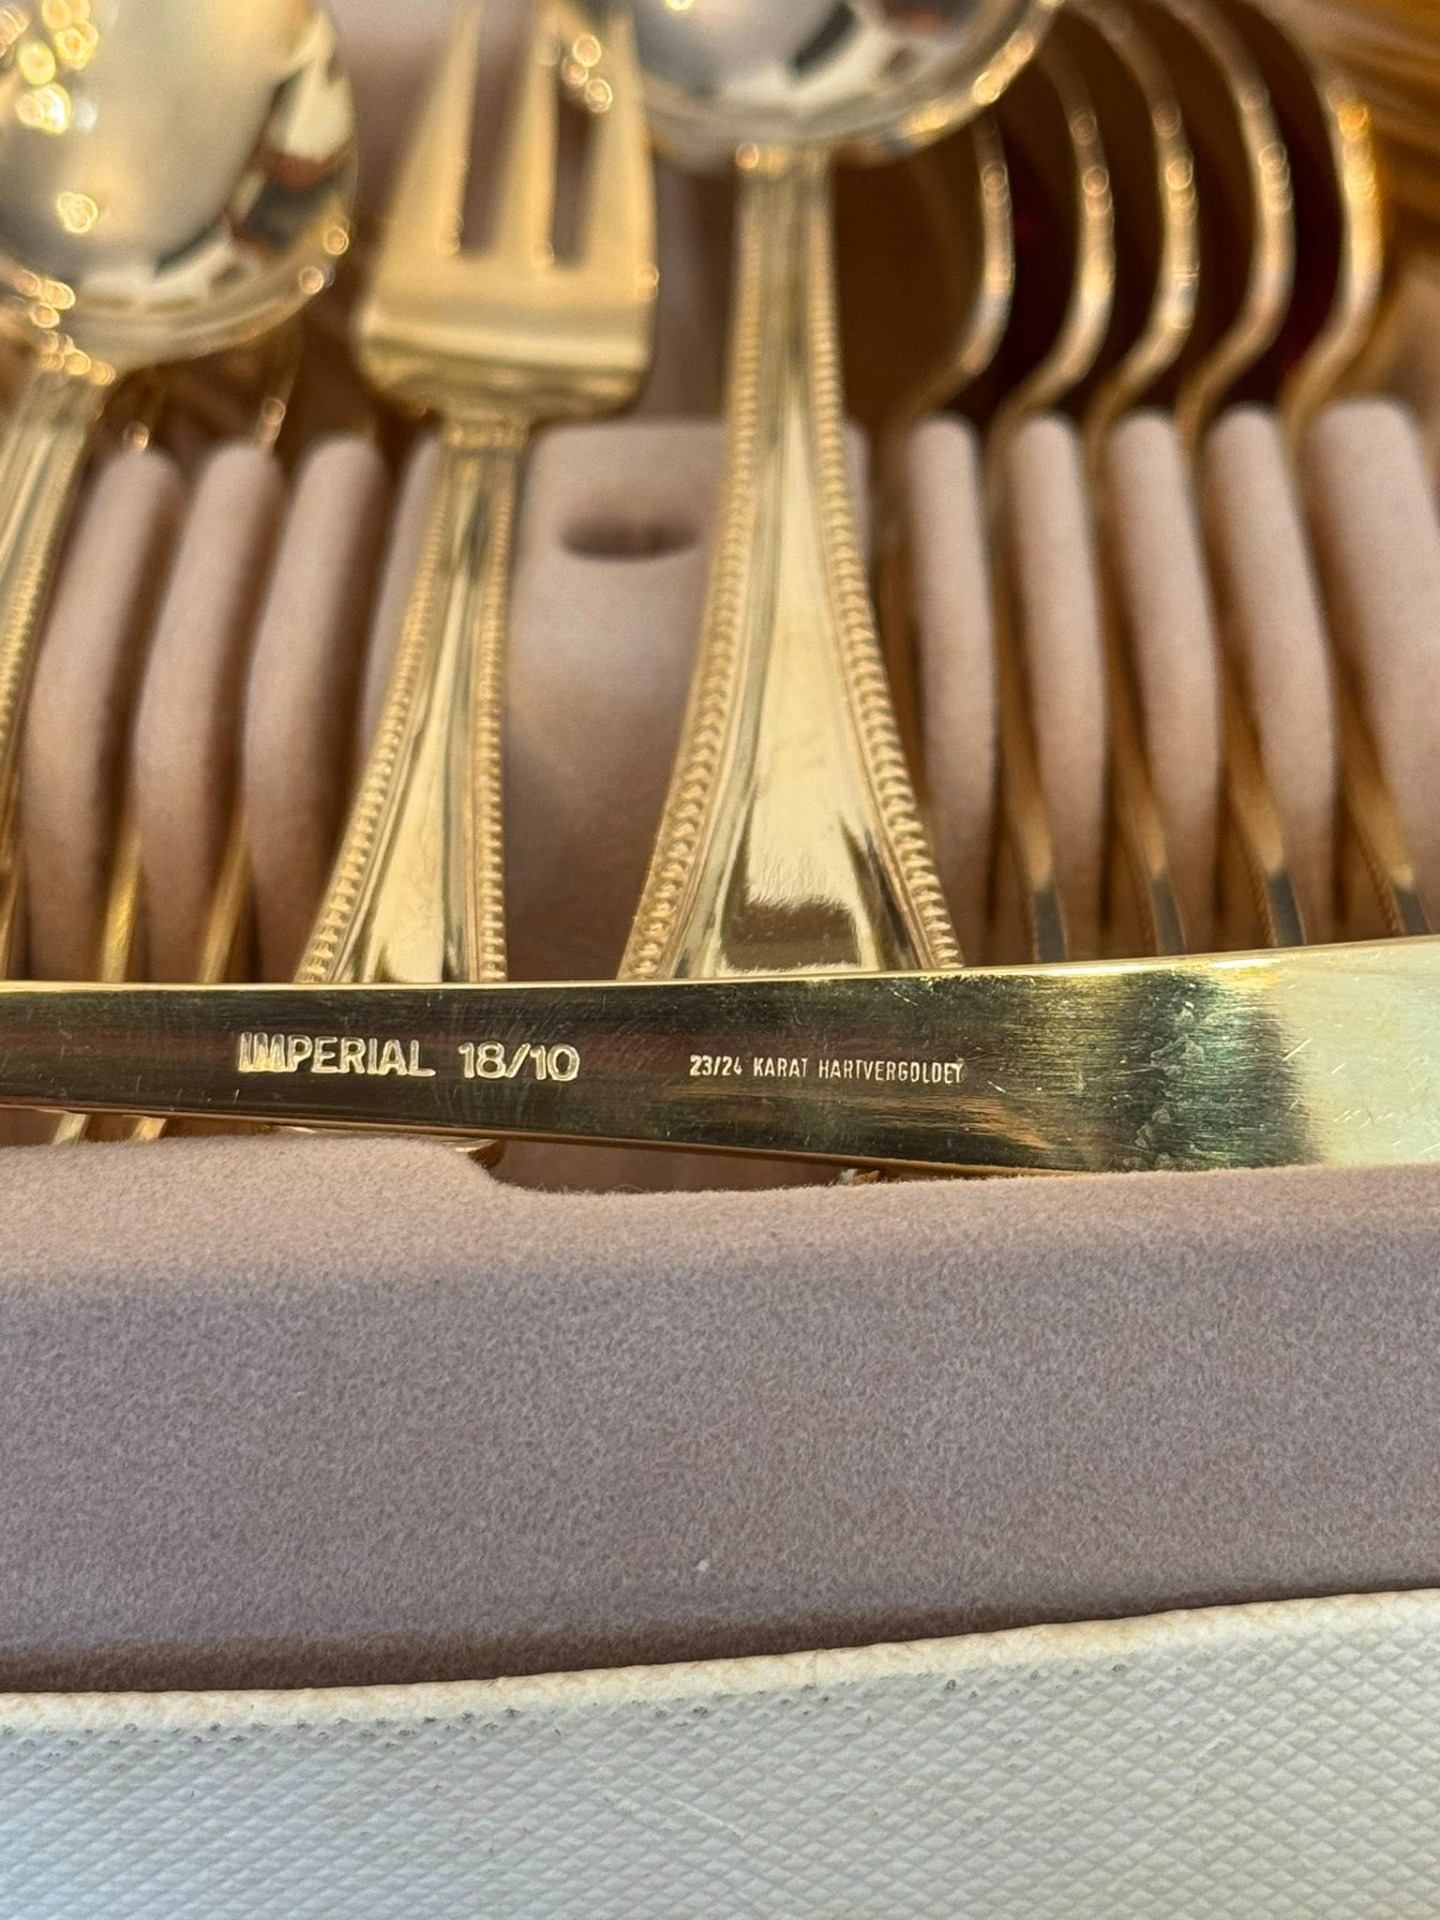 IMPERIAL 18/10 23/24 KARAT HARTVERGOLDET